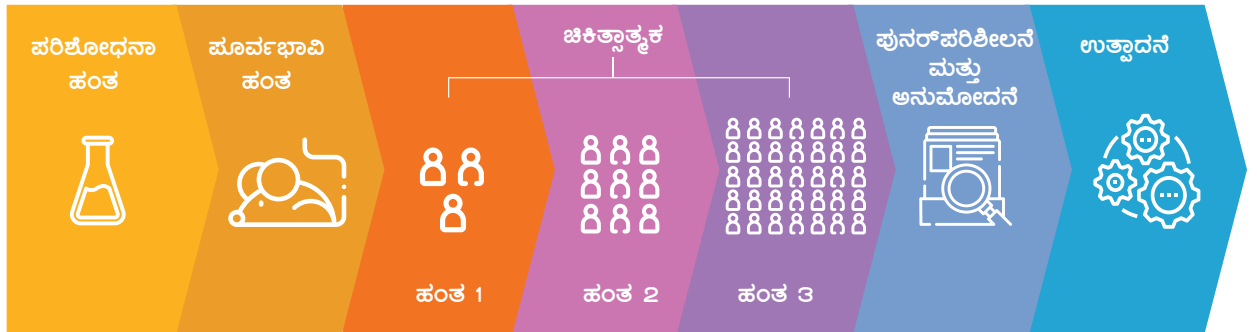 ಪರಿಶೋಧನಾ
ಹಂತ
ಪೂರ್ವಭಾವಿ
ಹಂತ
ಚಿಕಿತ್ಸಾತ್ಮಕ
ಪುನರ್‌ಪರಿಶೀಲನೆ
ಮತ್ತು
ಅನುಮೋದನೆ
ಉತ್ಪಾದನೆ
ಹಂತ 1
ಹಂತ 2
ಹಂತ 3